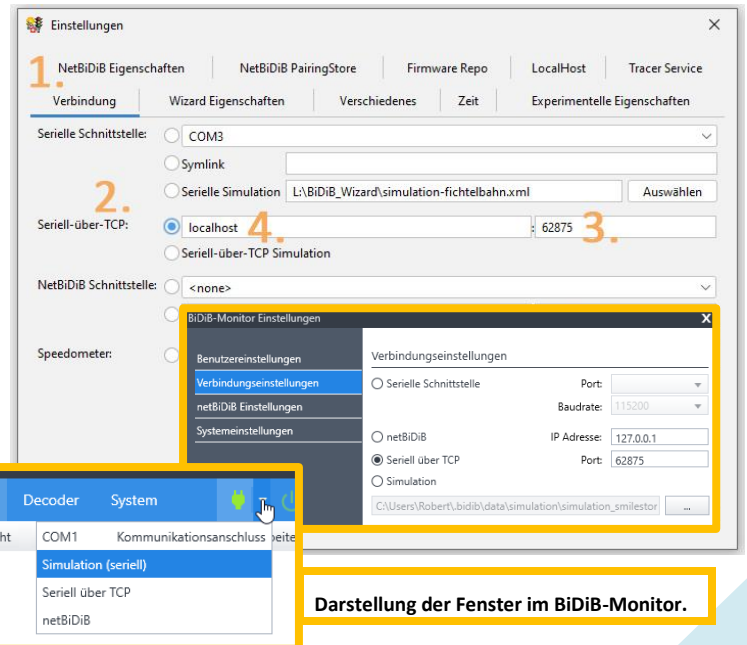 Einstellungen
1.
NetBiDiB Eigenschaften NetBiDiB PairingStore Firmware Repo LocalHost Tracer Service
Verbindung Wizard Eigenschaften Verschiedenes Zeit Experimentelle Eigenschaften
Serielle Schnittstelle: COM3
Symlink
2.
Serielle Simulation L:\BiDiB_Wizard\simulation-fichtelbahn.xml Auswählen
Seriell-über-TCP: localhost 4. : 62875 3.
Seriell-über-TCP Simulation
NetBiDiB Schnittstelle: <none>
Speedometer:
BiDiB-Monitor Einstellungen X
Benutzereinstellungen
Verbindungseinstellungen
netBiDiB Einstellungen
Systemeinstellungen
Verbindungseinstellungen
Serielle Schnittstelle Port:
Baudrate: 115200
netBiDiB IP Adresse: 127.0.0.1
Seriell über TCP Port: 62875
Simulation
C:\Users\Robert\.bidib\data\simulation\simulation_smilestor ...
Decoder System
ht COM1 Kommunikationsanschluss beite
Simulation (seriell)
Seriell über TCP
netBiDiB
Darstellung der Fenster im BiDiB-Monitor.